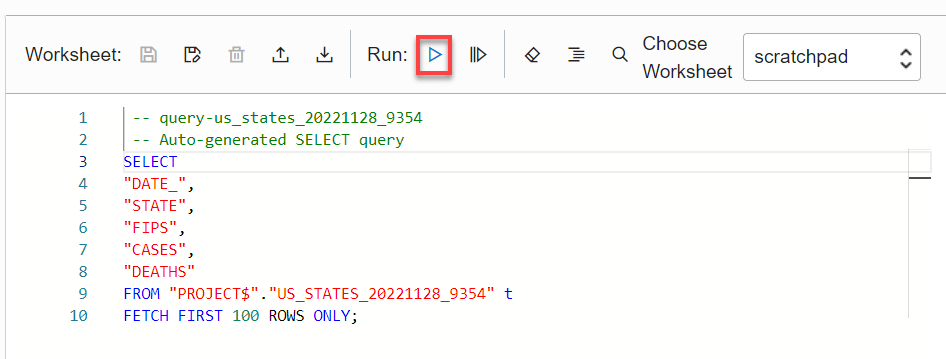 Worksheet:
Run:
Choose
Worksheet
scratchpad
1 -- query-us_states_20221128_9354
2 -- Auto-generated SELECT query
3 SELECT
4 "DATE_",
5 "STATE",
6 "FIPS",
7 "CASES",
8 "DEATHS"
9 FROM "PROJECT$"."US_STATES_20221128_9354" t
10 FETCH FIRST 100 ROWS ONLY;